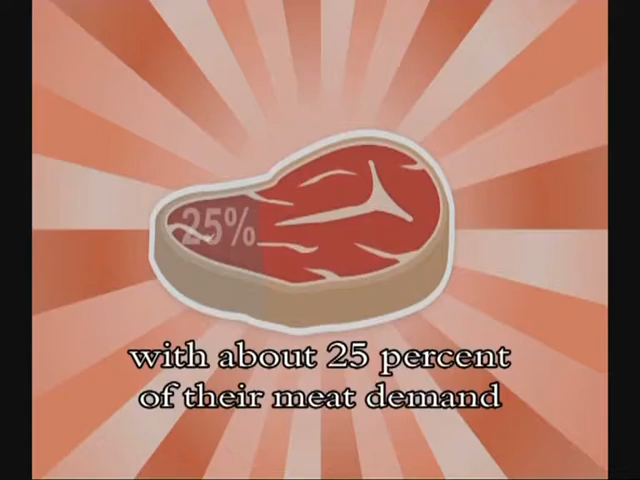 25%
with about 25 percent
of their meat demand